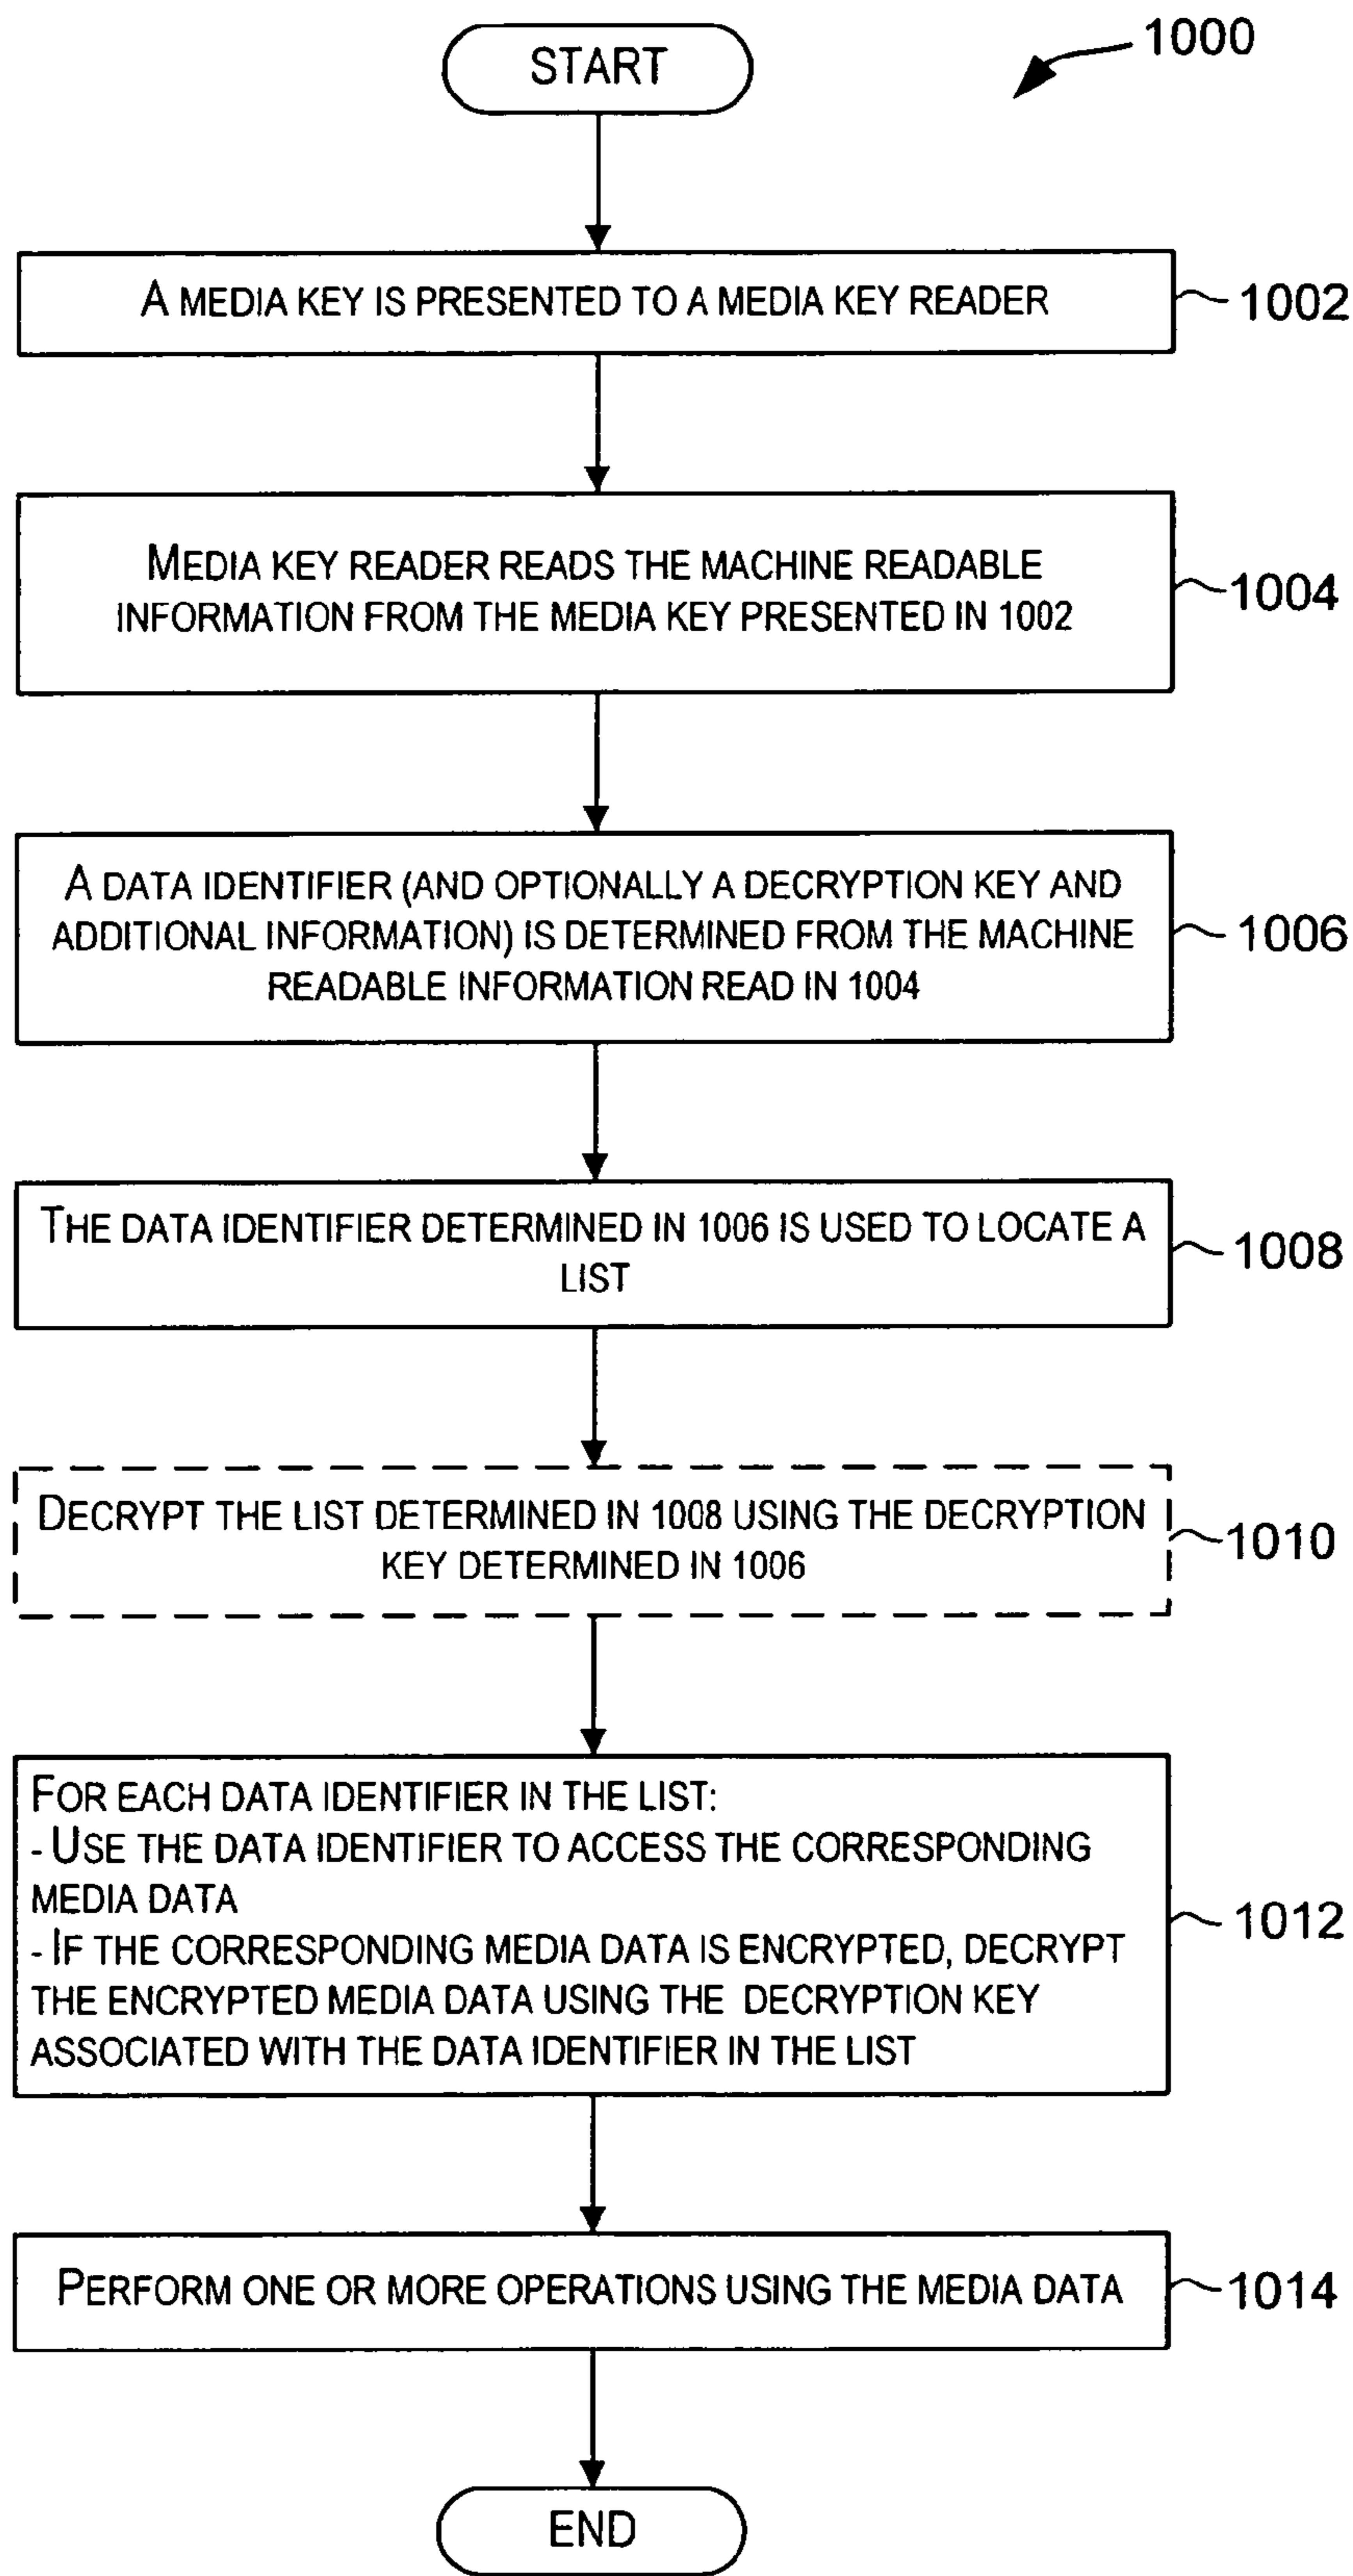 START
1000
A MEDIA KEY IS PRESENTED TO A MEDIA KEY READER
1002
MEDIA KEY READER READS THE MACHINE READABLE
INFORMATION FROM THE MEDIA KEY PRESENTED IN 1002
1004
A DATA IDENTIFIER (AND OPTIONALLY A DECRYPTION KEY AND
ADDITIONAL INFORMATION) IS DETERMINED FROM THE MACHINE
READABLE INFORMATION READ IN 1004
1006
THE DATA IDENTIFIER DETERMINED IN 1006 IS USED TO LOCATE A
LIST
1008
DECRYPT THE LIST DETERMINED IN 1008 USING THE DECRYPTION
KEY DETERMINED IN 1006
1010
FOR EACH DATA IDENTIFIER IN THE LIST:
- USE THE DATA IDENTIFIER TO ACCESS THE CORRESPONDING
MEDIA DATA
- IF THE CORRESPONDING MEDIA DATA IS ENCRYPTED, DECRYPT
THE ENCRYPTED MEDIA DATA USING THE DECRYPTION KEY
ASSOCIATED WITH THE DATA IDENTIFIER IN THE LIST
1012
PERFORM ONE OR MORE OPERATIONS USING THE MEDIA DATA
1014
END